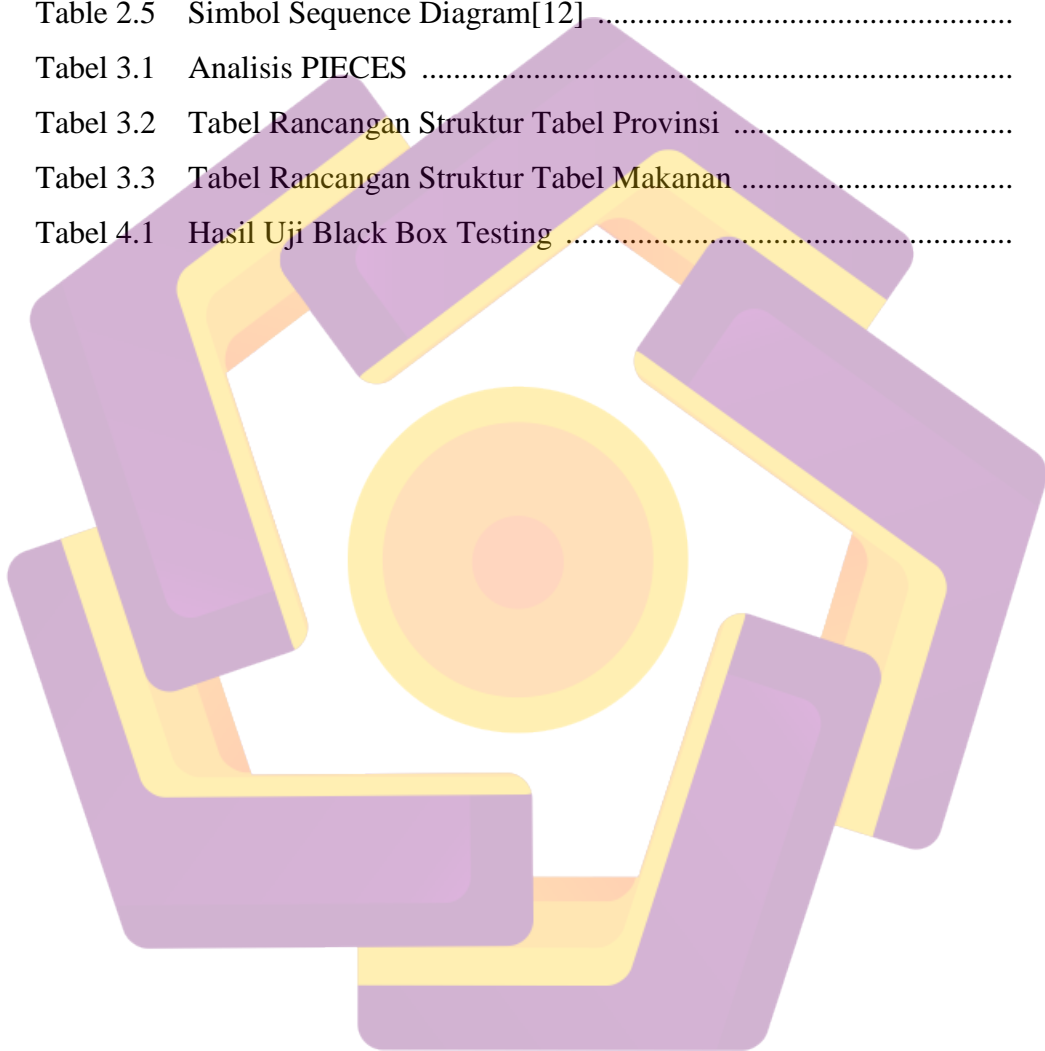 Table 2.5 Simbol Sequence Diagram[12] ....................................................
Tabel 3.1 Analisis PIECES .........................................................................
Tabel 3.2 Tabel Rancangan Struktur Tabel Provinsi ...................................
Tabel 3.3 Tabel Rancangan Struktur Tabel Makanan .................................
Tabel 4.1 Hasil Uji Black Box Testing .......................................................